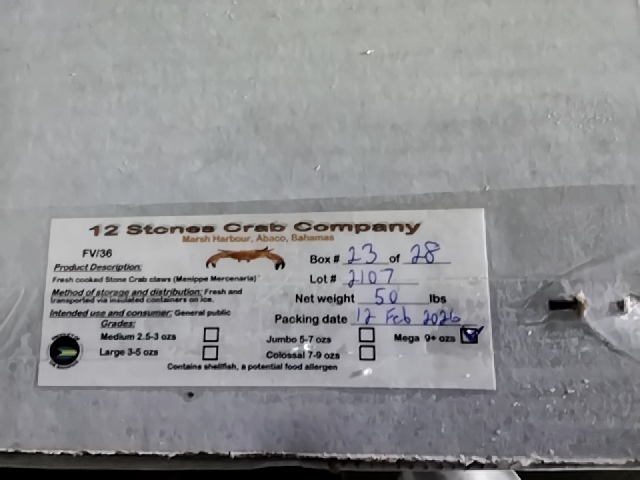 12 Stones Crab Company
Marsh Harbour, Abaco, Bahamas
FV/36
Box # 23 of 28
Product Description:
Fresh cooked Stone Crab claws (Menippe Mercenaria)
Lot # 2107
Method of storage and distribution: Fresh and
transported via insulated containers on ice.
Net weight 50 lbs
Intended use and consumer: General public
Packing date 12 Feb 2026
Grades:
Medium 2.5-3 ozs
Jumbo 5-7 ozs
Mega 9+ ozs
Large 3-5 ozs
Colossal 7-9 ozs
Contains shellfish, a potential food allergen